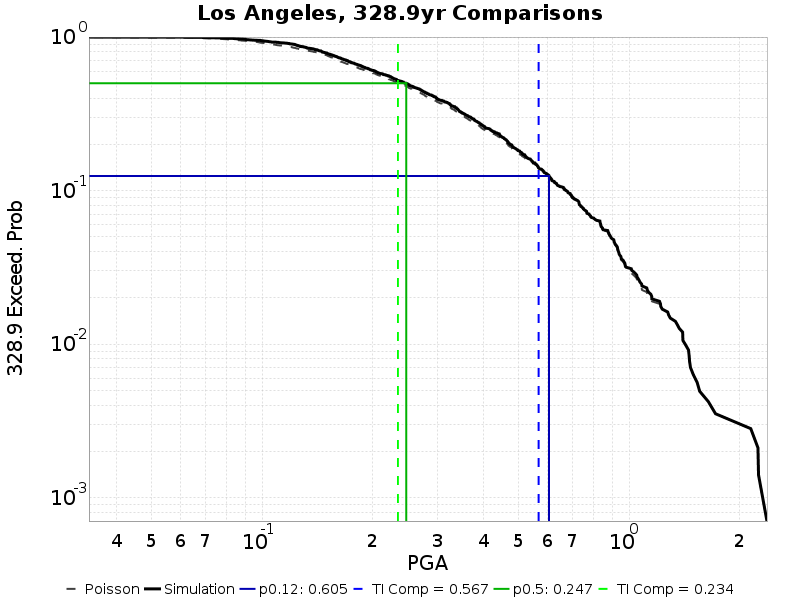 Los Angeles, 328.9yr Comparisons
10^0
10^-1
10^-2
10^-3
328.9 Exceed. Prob
4 5 6 7 10^-1 2 3 4 5 6 7 10^0 2
PGA
Poisson Simulation p0.12: 0.605 TI Comp = 0.567 p0.5: 0.247 TI Comp = 0.234